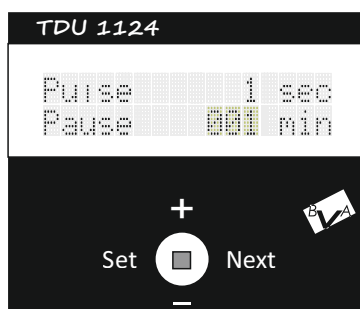 TDU 1124
Pulse 1 sec
Pause 001 min
+
B A
Set Next
−